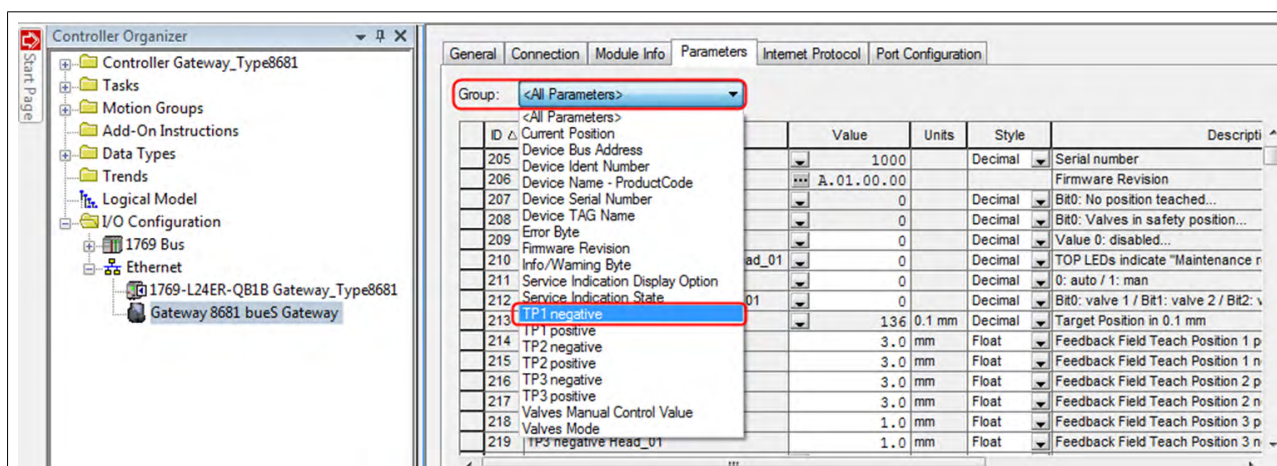 Start Page
Controller Organizer
Controller Gateway_Type8681
Tasks
Motion Groups
Add-On Instructions
Data Types
Trends
Logical Model
I/O Configuration
1769 Bus
Ethernet
1769-L24ER-QB1B Gateway_Type8681
Gateway 8681 bueS Gateway
General Connection Module Info Parameters Internet Protocol Port Configuration
Group: <All Parameters>
<All Parameters>
Current Position
Device Bus Address
Device Ident Number
Device Name - ProductCode
Device Serial Number
Device TAG Name
Error Byte
Firmware Revision
Info/Warning Byte
Service Indication Display Option
Service Indication State
TP1 negative
TP1 positive
TP2 negative
TP2 positive
TP3 negative
TP3 positive
Valves Manual Control Value
Valves Mode
ID Value Units Style Descripti
205 1000 Decimal Serial number
206 A.01.00.00 Firmware Revision
207 0 Decimal Bit0: No position teached...
208 0 Decimal Bit0: Valves in safety position...
209 0 Decimal Value 0: disabled...
210 ad_01 0 Decimal TOP LEDs indicate "Maintenance r
211 0 Decimal 0: auto / 1: man
212 01 0 Decimal Bit0: valve 1 / Bit1: valve 2 / Bit2: v
213 136 0.1 mm Decimal Target Position in 0.1 mm
214 3.0 mm Float Feedback Field Teach Position 1 p
215 3.0 mm Float Feedback Field Teach Position 1 n
216 3.0 mm Float Feedback Field Teach Position 2 p
217 3.0 mm Float Feedback Field Teach Position 2 n
218 1.0 mm Float Feedback Field Teach Position 3 p
219 TP3 negative Head_01 1.0 mm Float Feedback Field Teach Position 3 n